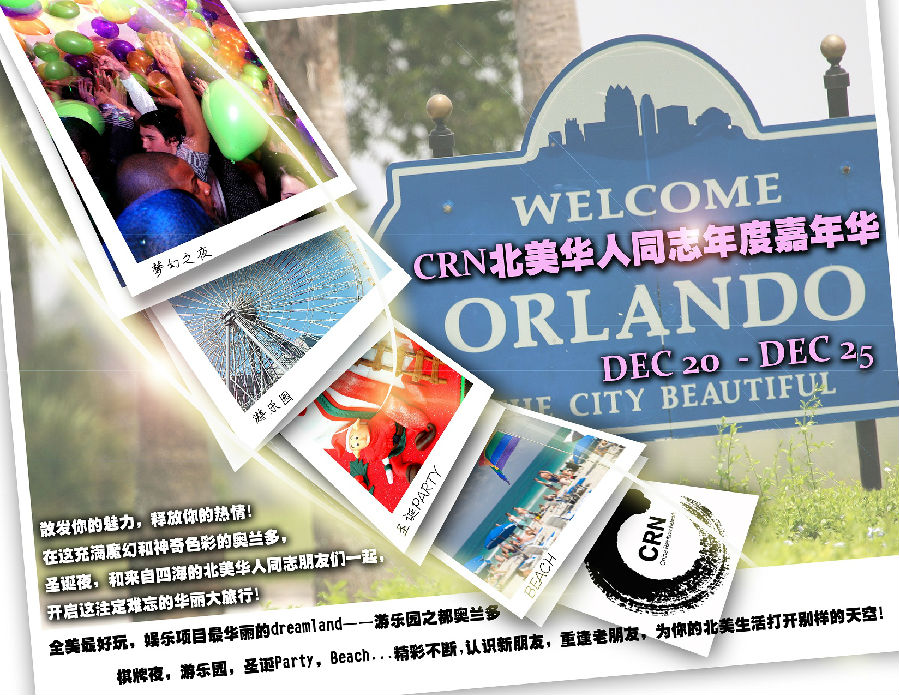 WELCOME
CRN北美华人同志年度嘉年华
ORLANDO
DEC 20 - DEC 25
THE CITY BEAUTIFUL
梦幻之夜
游乐园
圣诞PARTY
BEACH
CRN
散发你的魅力，释放你的热情！
在这充满魔幻和神奇色彩的奥兰多，
圣诞夜，和来自四海的北美华人同志朋友们一起，
开启这注定难忘的华丽大旅行！
全美最好玩，娱乐项目最华丽的dreamland——游乐园之都奥兰多
棋牌夜，游乐园，圣诞Party，Beach...精彩不断,认识新朋友，重逢老朋友，为你的北美生活打开别样的天空！